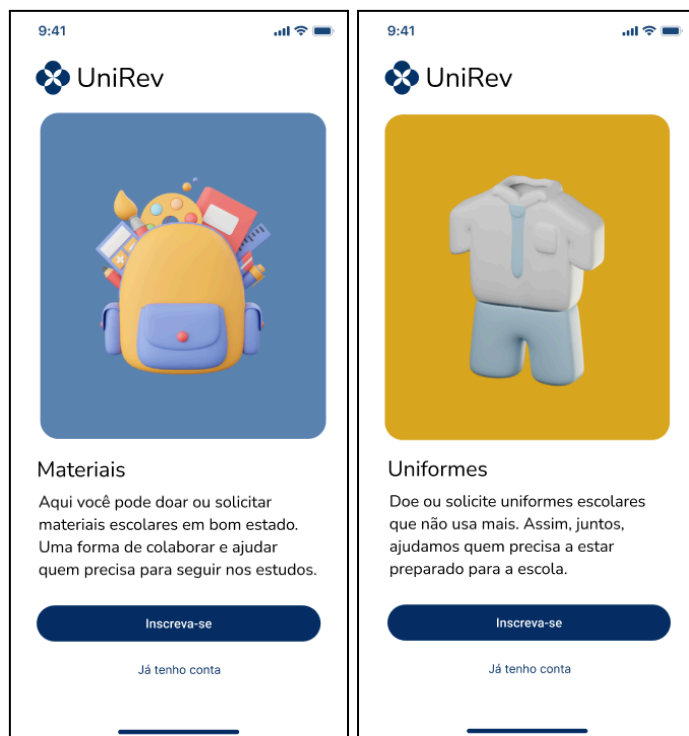 9:41
UniRev
Materiais
Aqui você pode doar ou solicitar
materiais escolares em bom estado.
Uma forma de colaborar e ajudar
quem precisa para seguir nos estudos.
Inscreva-se
Já tenho conta
9:41
UniRev
Uniformes
Doe ou solicite uniformes escolares
que não usa mais. Assim, juntos,
ajudamos quem precisa a estar
preparado para a escola.
Inscreva-se
Já tenho conta